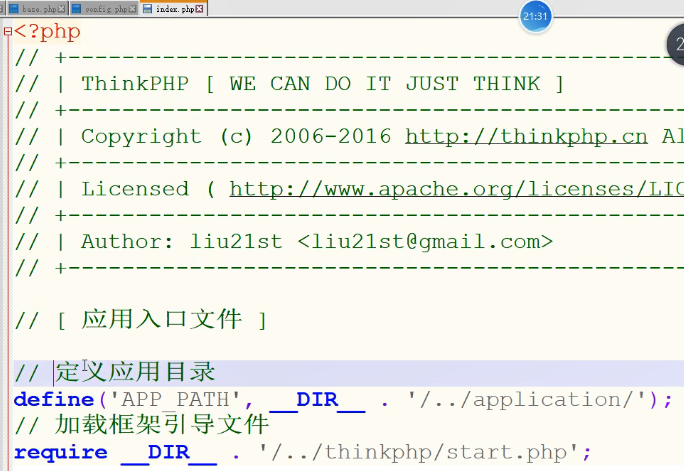 base.php config.php index.php
21:31
2
<?php
// +----------------------------------------------
// | ThinkPHP [ WE CAN DO IT JUST THINK ]
// +----------------------------------------------
// | Copyright (c) 2006-2016 http://thinkphp.cn Al
// +----------------------------------------------
// | Licensed ( http://www.apache.org/licenses/LIC
// +----------------------------------------------
// | Author: liu21st <liu21st@gmail.com>
// +----------------------------------------------
// [ 应用入口文件 ]
// 定义应用目录
define('APP_PATH', __DIR__ . '/../application/');
// 加载框架引导文件
require __DIR__ . '/../thinkphp/start.php';